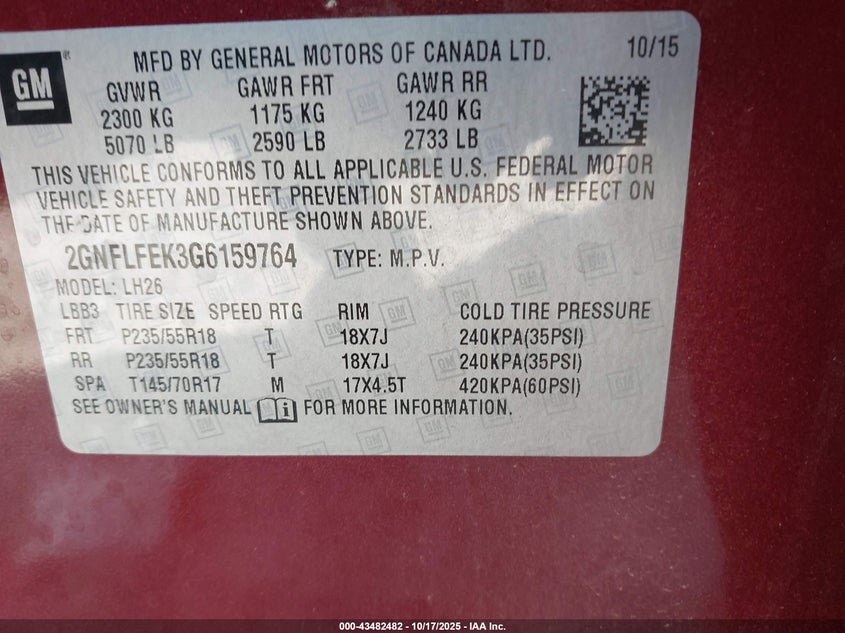 GM
MFD BY GENERAL MOTORS OF CANADA LTD. 10/15
GVWR GAWR FRT GAWR RR
2300 KG 1175 KG 1240 KG
5070 LB 2590 LB 2733 LB
THIS VEHICLE CONFORMS TO ALL APPLICABLE U.S. FEDERAL MOTOR
VEHICLE SAFETY AND THEFT PREVENTION STANDARDS IN EFFECT ON
THE DATE OF MANUFACTURE SHOWN ABOVE.
2GNFLFEK3G6159764 TYPE: M.P.V.
MODEL: LH26
LBB3 TIRE SIZE SPEED RTG RIM COLD TIRE PRESSURE
FRT P235/55R18 T 18X7J 240KPA(35PSI)
RR P235/55R18 T 18X7J 240KPA(35PSI)
SPA T145/70R17 M 17X4.5T 420KPA(60PSI)
SEE OWNER'S MANUAL i FOR MORE INFORMATION.
000-43482482 - 10/17/2025 - IAA Inc.